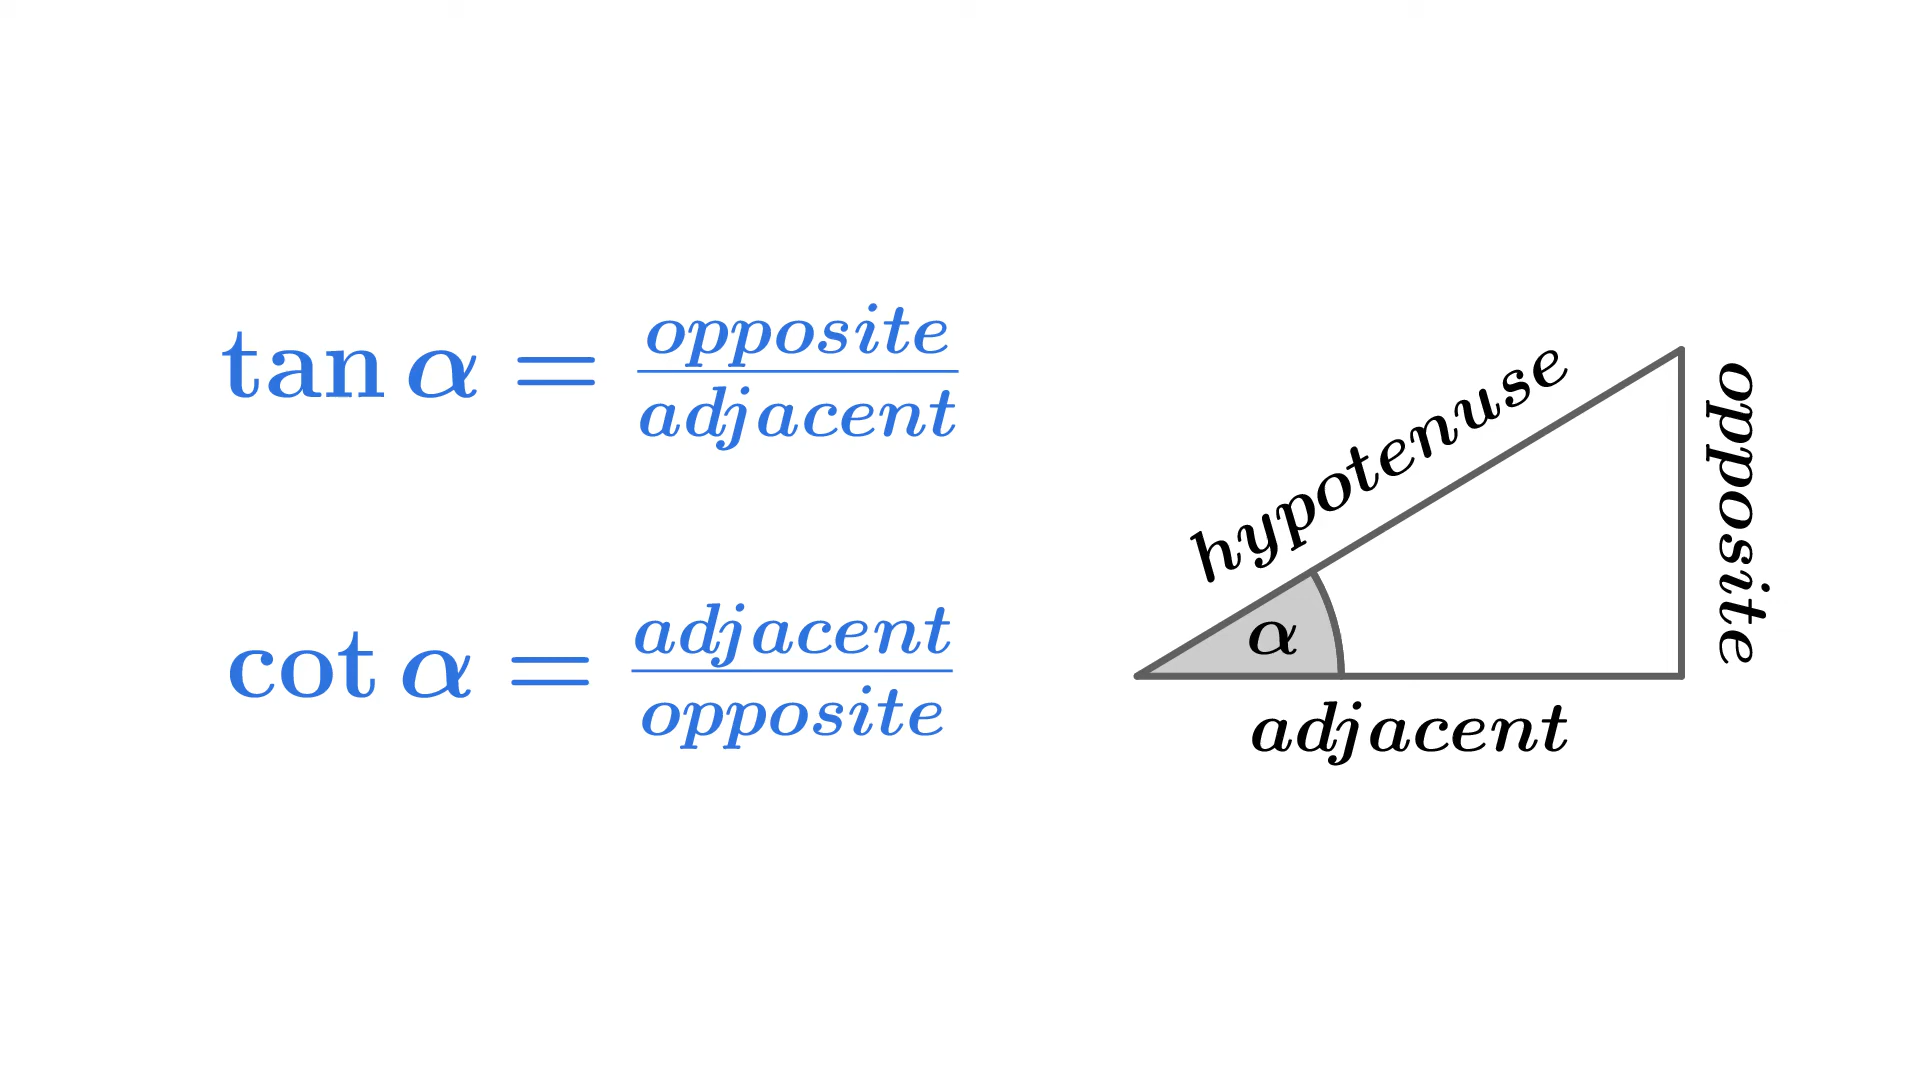 tan α = opposite/adjacent
cot α = adjacent/opposite
hypotenuse
opposite
α
adjacent